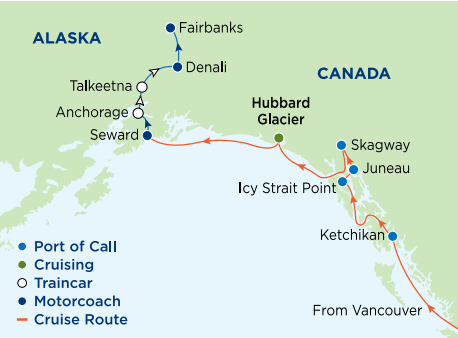 Fairbanks
ALASKA
Denali
CANADA
Talkeetna
Hubbard
Glacier
Anchorage
Seward
Skagway
Juneau
Icy Strait Point
Ketchikan
Port of Call
Cruising
Traincar
Motorcoach
From Vancouver
Cruise Route